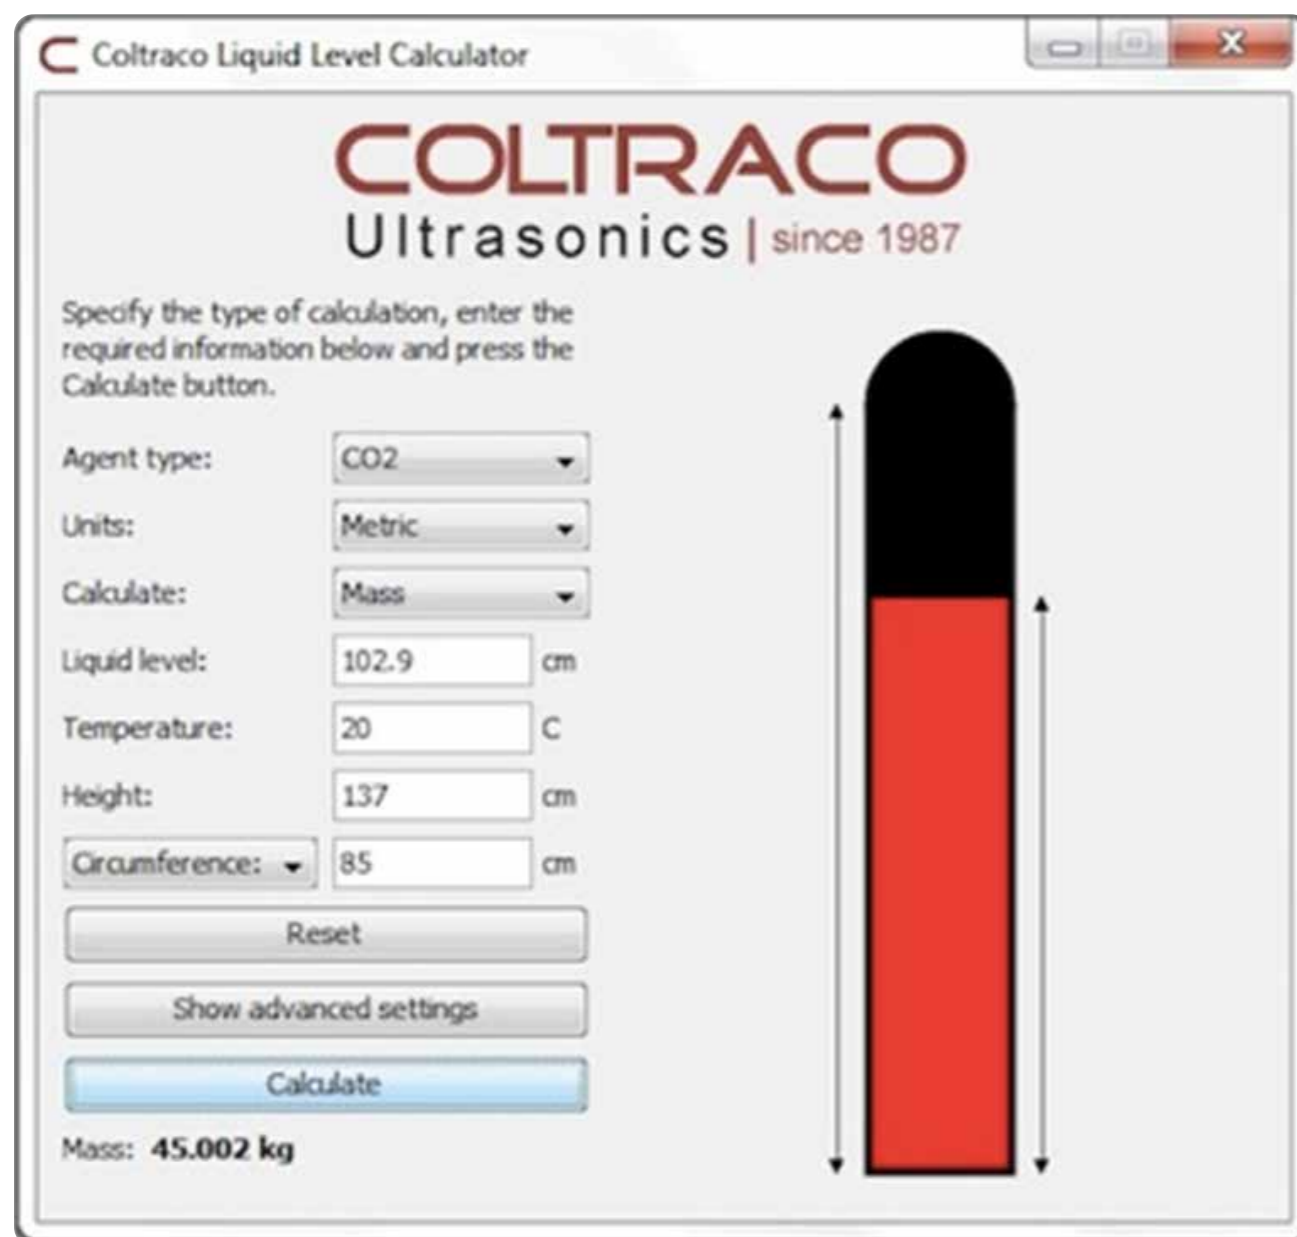 Coltraco Liquid Level Calculator
COLTRACO
Ultrasonics | since 1987
Specify the type of calculation, enter the
required information below and press the
Calculate button.
Agent type: CO2
Units: Metric
Calculate: Mass
Liquid level: 102.9 cm
Temperature: 20 C
Height: 137 cm
Circumference: 85 cm
Reset
Show advanced settings
Calculate
Mass: 45.002 kg